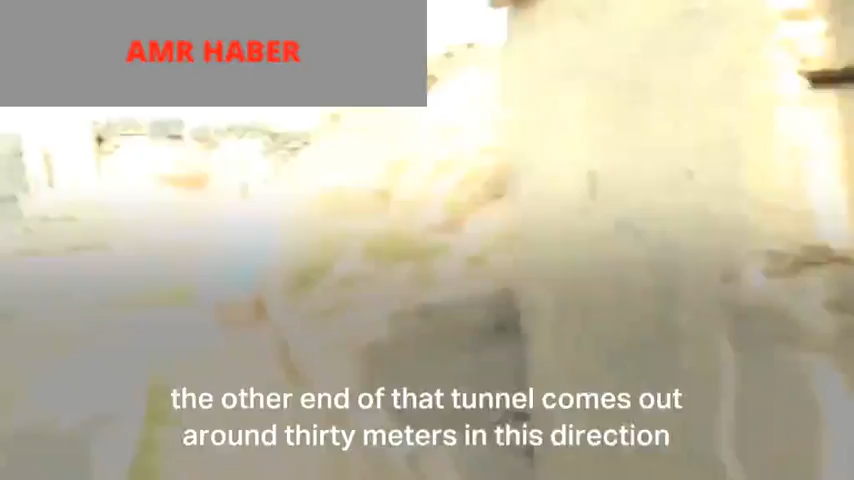 AMR HABER
the other end of that tunnel comes out
around thirty meters in this direction